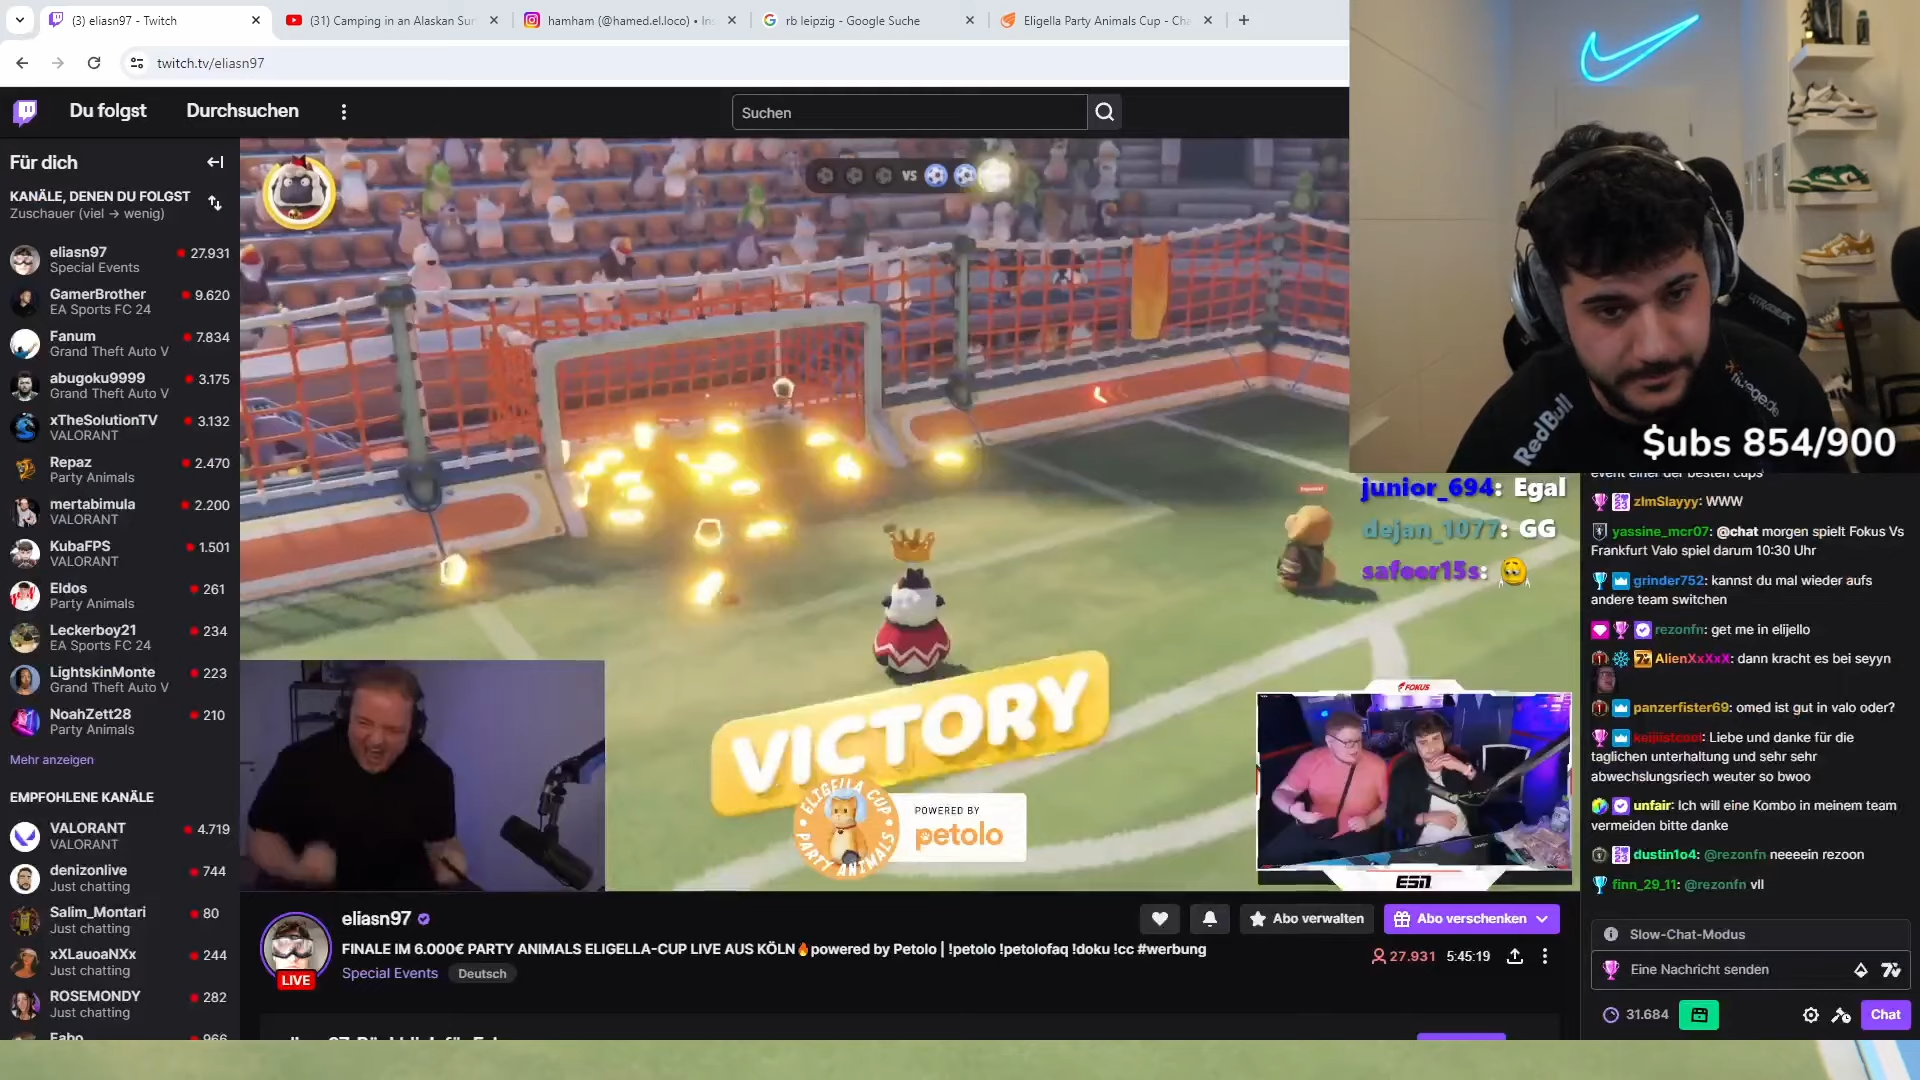 (3) eliasn97 - Twitch
(31) Camping in an Alaskan Sur
hamham (@hamed.el.loco) • In
rb leipzig - Google Suche
Eligella Party Animals Cup - Cha
twitch.tv/eliasn97
Du folgst
Durchsuchen
Suchen
Für dich
KANÄLE, DENEN DU FOLGST
Zuschauer (viel → wenig)
eliasn97
27.931
Special Events
GamerBrother
9.620
EA Sports FC 24
Fanum
7.834
Grand Theft Auto V
abugoku9999
3.175
Grand Theft Auto V
xTheSolutionTV
3.132
VALORANT
Repaz
2.470
Party Animals
mertabimula
2.200
VALORANT
KubaFPS
1.501
VALORANT
Eldos
261
Party Animals
Leckerboy21
234
EA Sports FC 24
LightskinMonte
223
Grand Theft Auto V
NoahZett28
210
Party Animals
Mehr anzeigen
EMPFOHLENE KANÄLE
VALORANT
4.719
VALORANT
denizonlive
744
Just chatting
Salim_Montari
80
Just chatting
xXLauoaNXx
244
Just chatting
ROSEMONDY
282
Just chatting
Fabo
966
VS
VICTORY
ELIGELLA CUP
PARTY ANIMALS
POWERED BY
petolo
FOKUS
ESN
RedBull
$ubs 854/900
junior_694: Egal
dejan_1077: GG
safeer15s:
event einer der besten cups
zImSlayyy: WWW
yassine_mcr07: @chat morgen spielt Fokus Vs
Frankfurt Valo spiel darum 10:30 Uhr
grinder752: kannst du mal wieder aufs
andere team switchen
rezonfn: get me in elijello
AlienXxXxX: dann kracht es bei seyyn
panzerfister69: omed ist gut in valo oder?
Liebe und danke für die
taglichen unterhaltung und sehr sehr
abwechslungsriech weuter so bwoo
unfair: Ich will eine Kombo in meinem team
vermeiden bitte danke
dustin1o4: @rezonfn neeeein rezoon
finn_29_11: @rezonfn vll
Slow-Chat-Modus
Eine Nachricht senden
31.684
Chat
eliasn97
Abo verwalten
Abo verschenken
FINALE IM 6.000€ PARTY ANIMALS ELIGELLA-CUP LIVE AUS KÖLN🔥powered by Petolo | !petolo !petolofaq !doku !cc #werbung
27.931
5:45:19
LIVE
Special Events
Deutsch